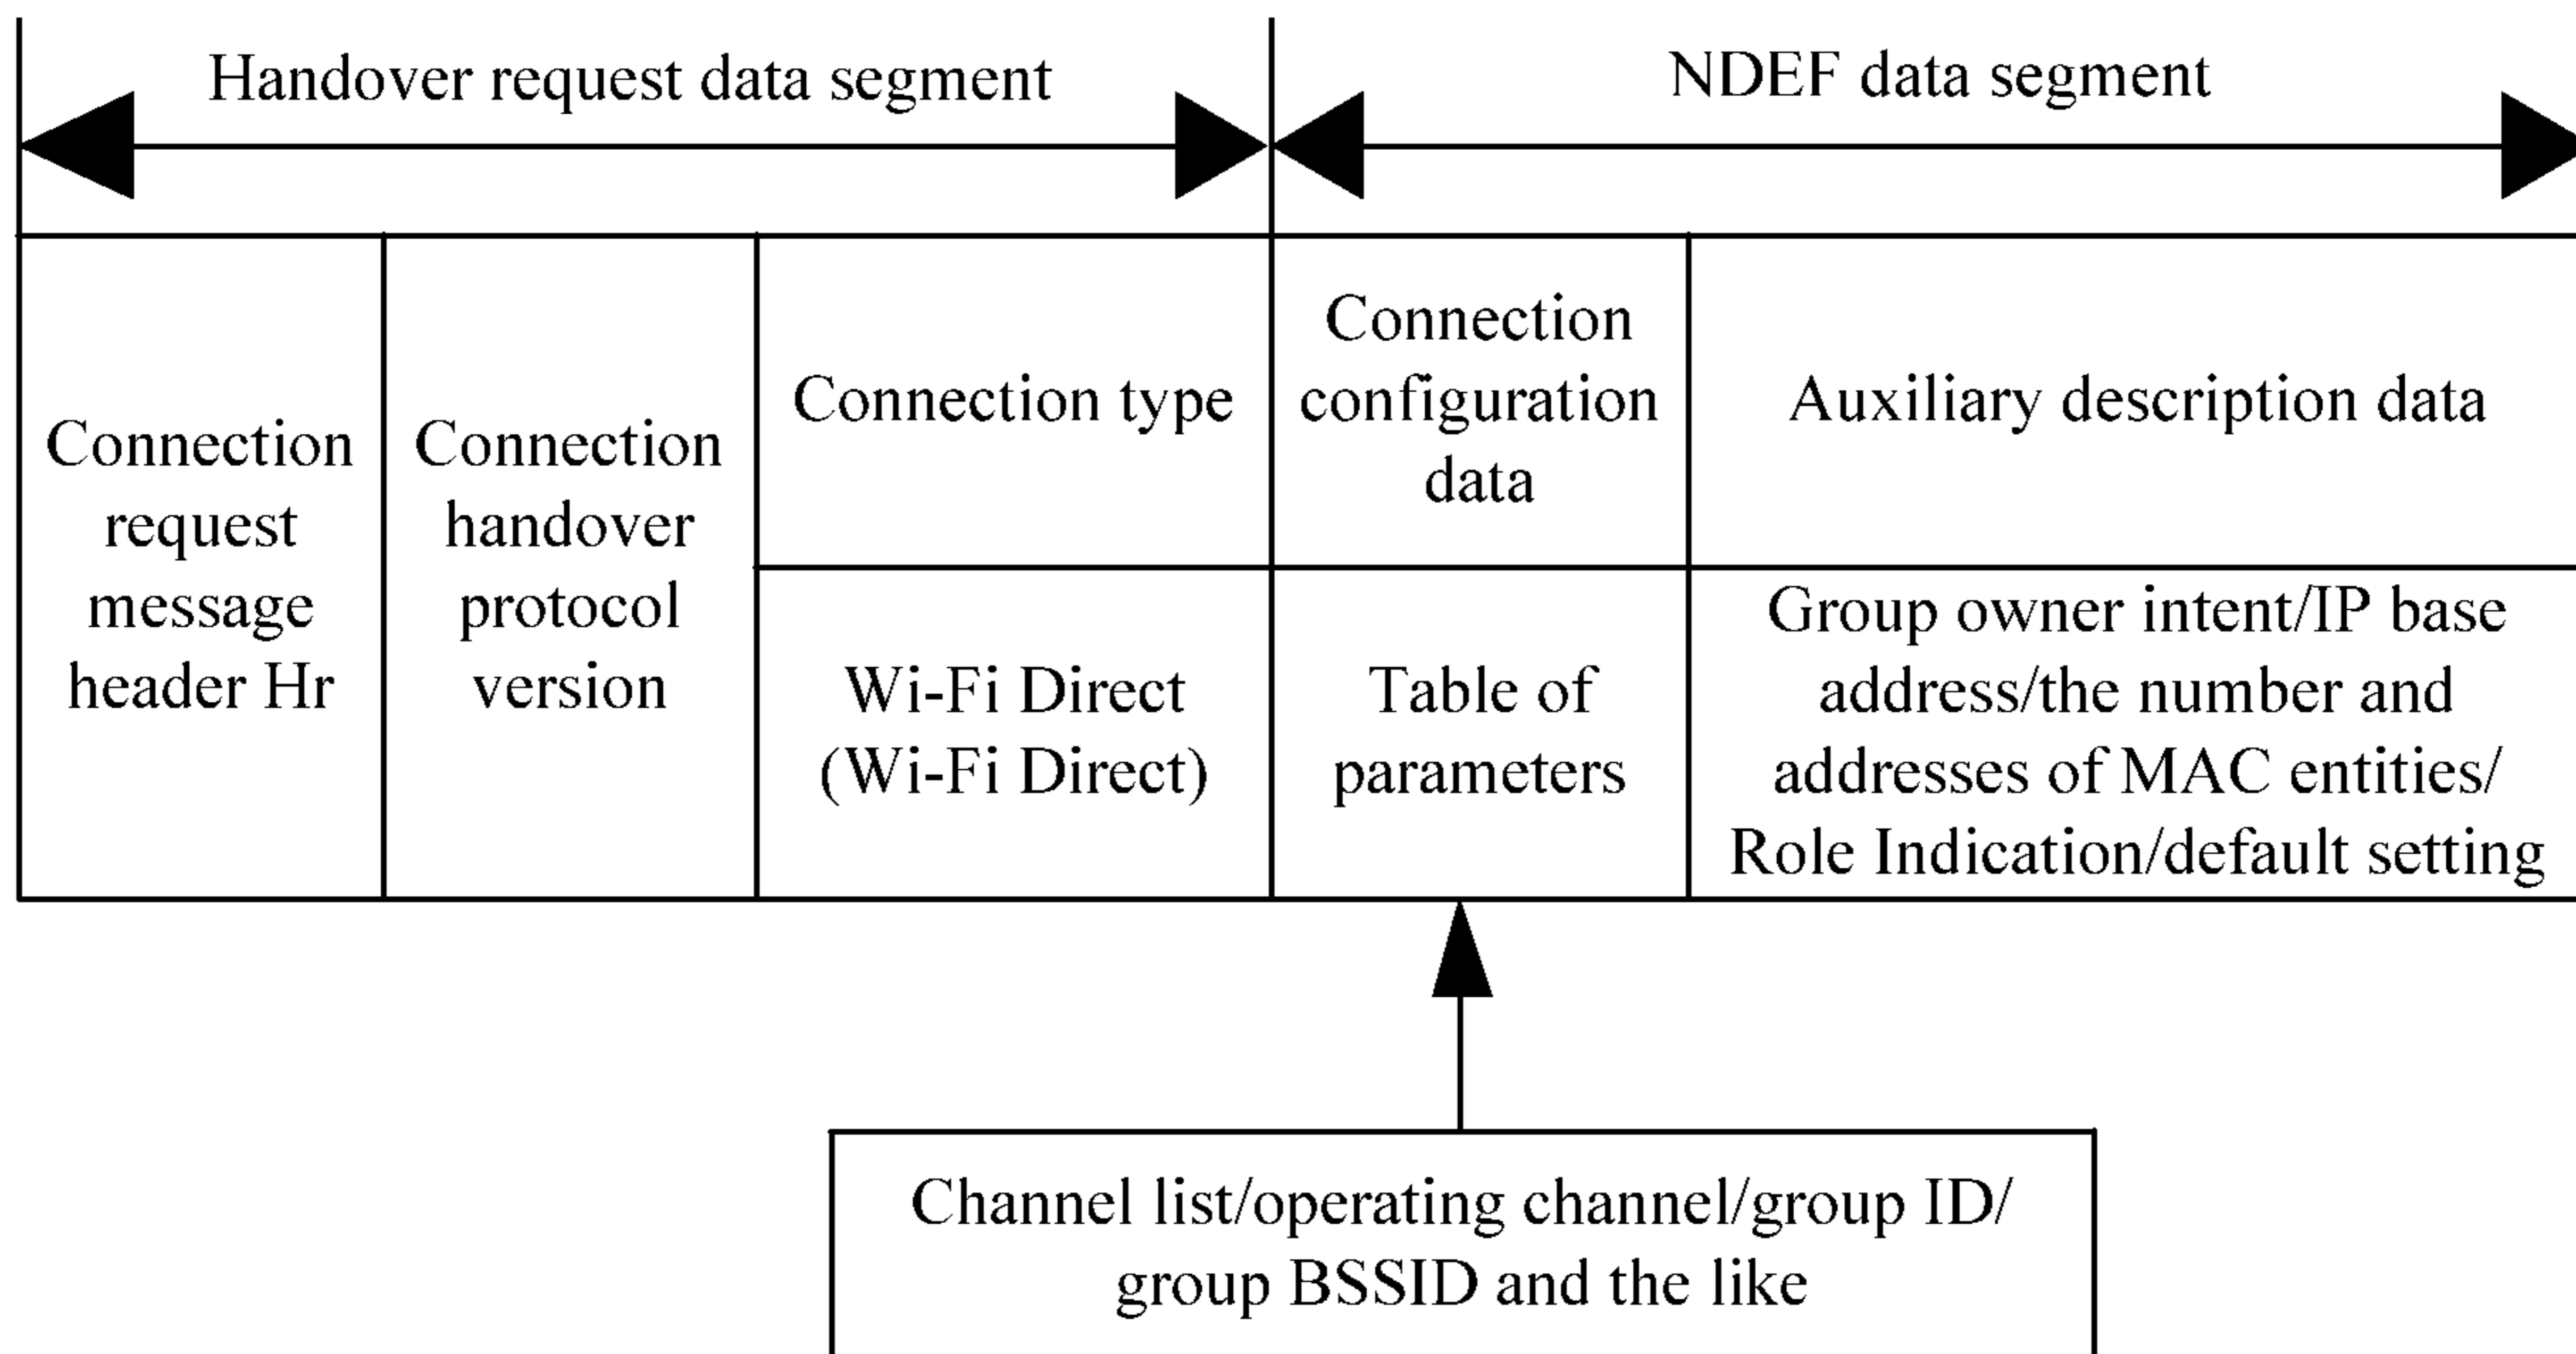 Handover request data segment
NDEF data segment
Connection
request
message
header Hr
Connection
handover
protocol
version
Connection type
Wi-Fi Direct
(Wi-Fi Direct)
Connection
configuration
data
Table of
parameters
Auxiliary description data
Group owner intent/IP base
address/the number and
addresses of MAC entities/
Role Indication/default setting
Channel list/operating channel/group ID/
group BSSID and the like